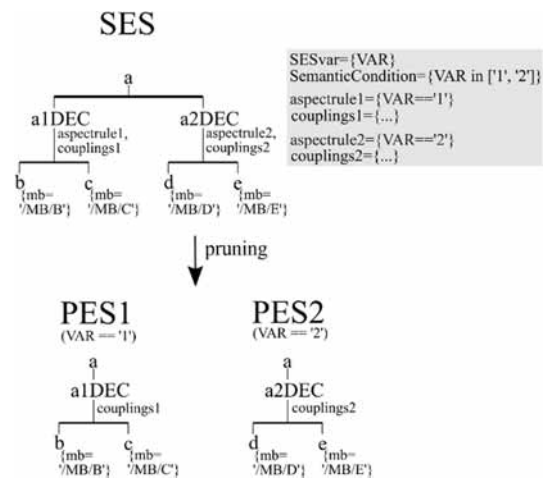 SES
SESvar={VAR}
SemanticCondition={VAR in ['1', '2']}
aspectrule1={VAR=='1'}
couplings1={...}
aspectrule2={VAR=='2'}
couplings2={...}
a
a1DEC a2DEC
aspectrule1, aspectrule2,
couplings1 couplings2
b c d e
{mb= {mb= {mb= {mb=
'/MB/B'} '/MB/C'} '/MB/D'} '/MB/E'}
pruning
PES1 PES2
(VAR == '1') (VAR == '2')
a a
a1DEC a2DEC
couplings1 couplings2
b c d e
{mb= {mb= {mb= {mb=
'/MB/B'} '/MB/C'} '/MB/D'} '/MB/E'}